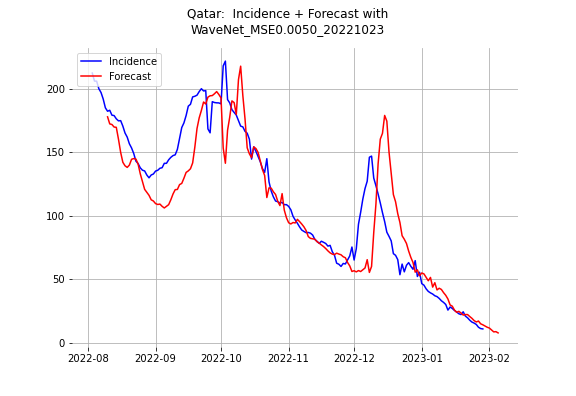 Qatar:  Incidence + Forecast with
WaveNet_MSE0.0050_20221023
Incidence
Forecast
200
150
100
50
0
2022-08 2022-09 2022-10 2022-11 2022-12 2023-01 2023-02